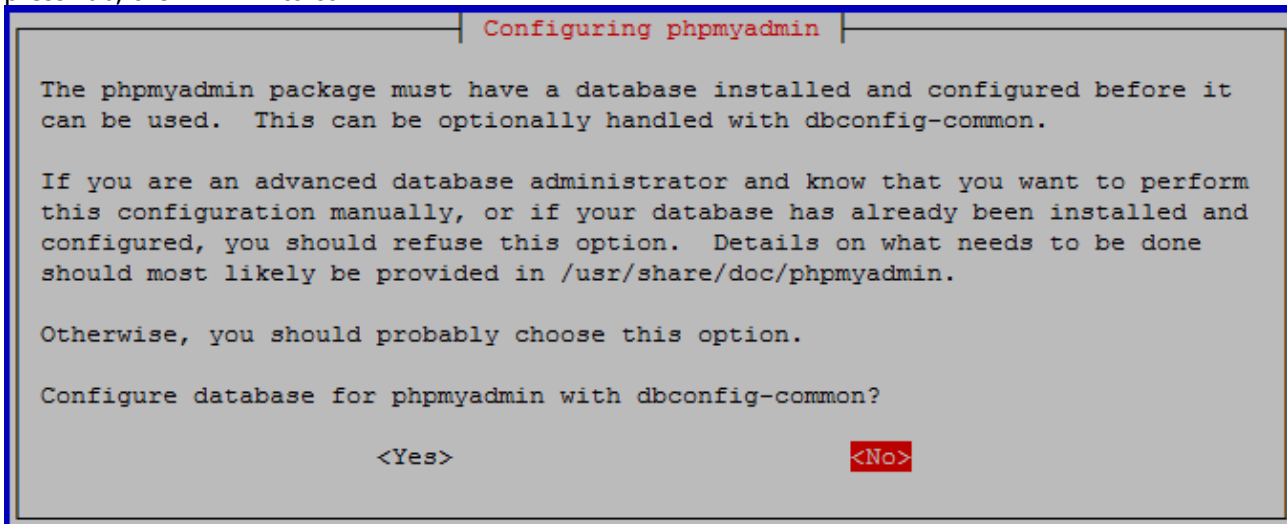 Configuring phpmyadmin
The phpmyadmin package must have a database installed and configured before it
can be used.  This can be optionally handled with dbconfig-common.
If you are an advanced database administrator and know that you want to perform
this configuration manually, or if your database has already been installed and
configured, you should refuse this option.  Details on what needs to be done
should most likely be provided in /usr/share/doc/phpmyadmin.
Otherwise, you should probably choose this option.
Configure database for phpmyadmin with dbconfig-common?
<Yes> <No>